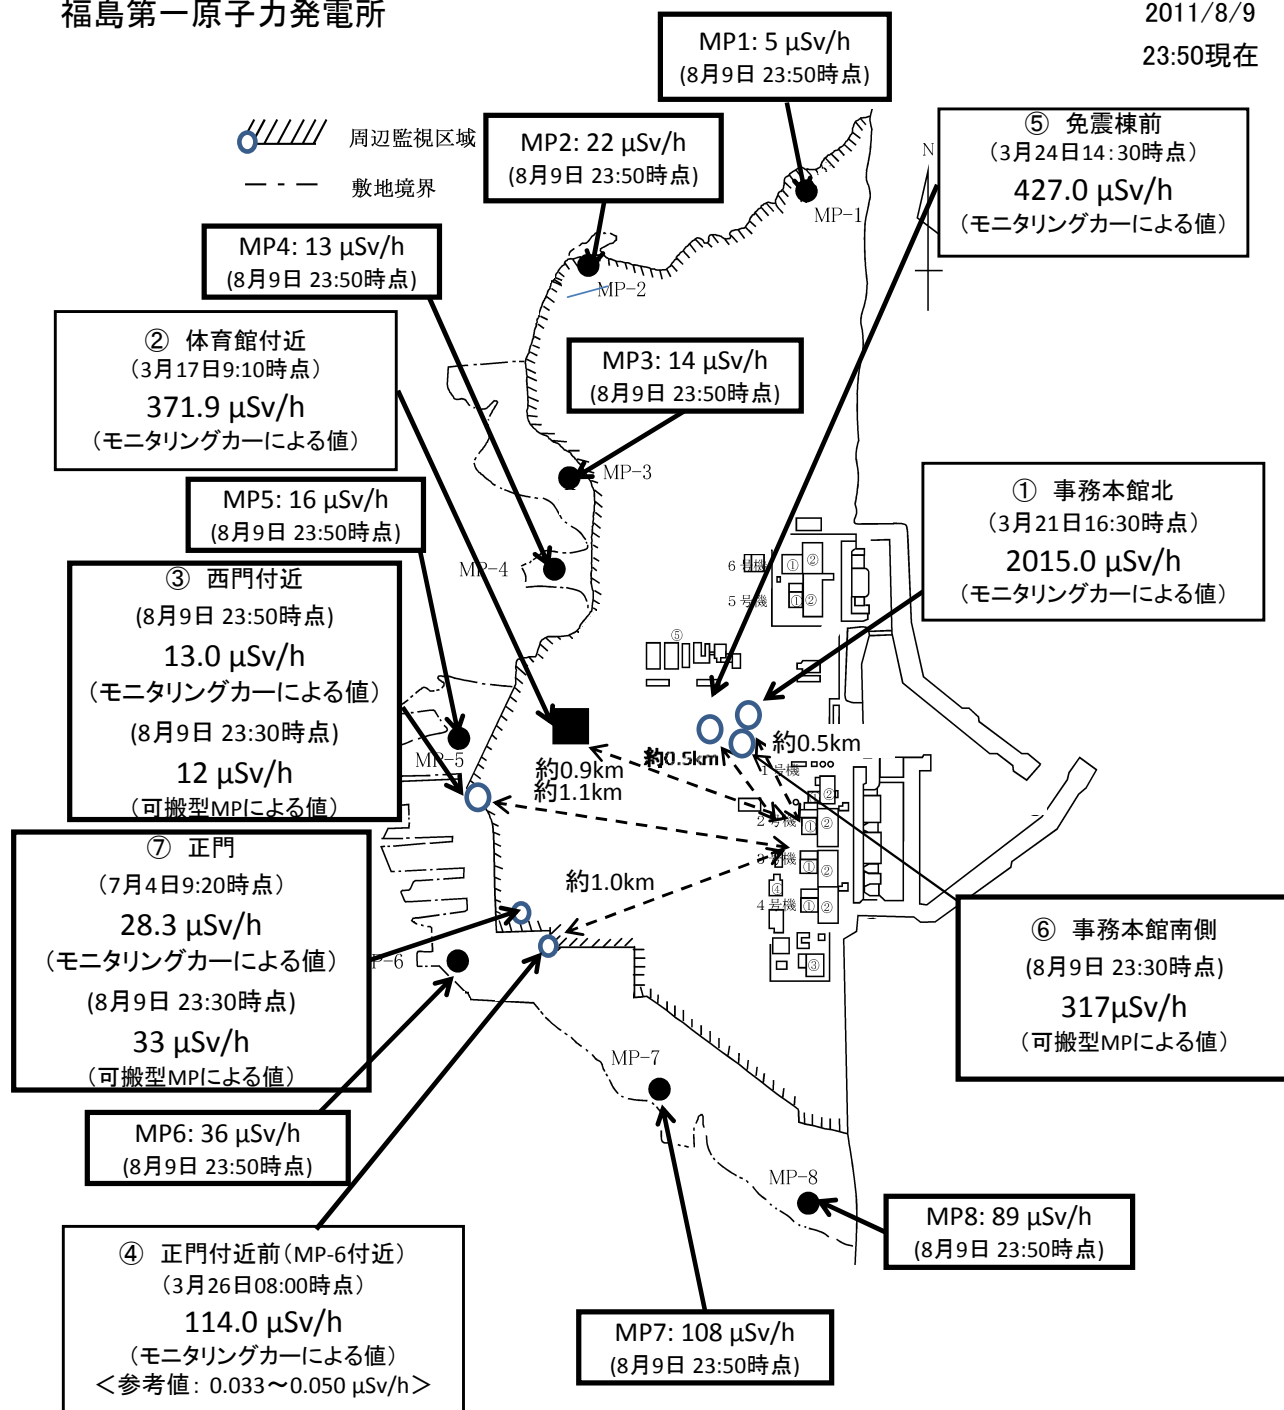 福島第一原子力発電所
2011/8/9
23:50現在
周辺監視区域
敷地境界
MP1: 5 μSv/h
(8月9日 23:50時点)
MP2: 22 μSv/h
(8月9日 23:50時点)
⑤ 免震棟前
(3月24日14:30時点)
427.0 μSv/h
(モニタリングカーによる値)
N
MP-1
MP4: 13 μSv/h
(8月9日 23:50時点)
MP-2
② 体育館付近
(3月17日9:10時点)
371.9 μSv/h
(モニタリングカーによる値)
MP3: 14 μSv/h
(8月9日 23:50時点)
MP-3
MP5: 16 μSv/h
(8月9日 23:50時点)
① 事務本館北
(3月21日16:30時点)
2015.0 μSv/h
(モニタリングカーによる値)
MP-4
6号機
① ②
5号機
① ②
⑤
③ 西門付近
(8月9日 23:50時点)
13.0 μSv/h
(モニタリングカーによる値)
(8月9日 23:30時点)
12 μSv/h
(可搬型MPによる値)
MP-5
約0.9km
約1.1km
約0.5km
約0.5km
1号機
① ②
2号機
① ②
3号機
① ②
④
4号機
① ②
③
約1.0km
⑦ 正門
(7月4日9:20時点)
28.3 μSv/h
(モニタリングカーによる値)
(8月9日 23:30時点)
33 μSv/h
(可搬型MPによる値)
P-6
⑥ 事務本館南側
(8月9日 23:30時点)
317μSv/h
(可搬型MPによる値)
MP-7
MP6: 36 μSv/h
(8月9日 23:50時点)
MP-8
MP8: 89 μSv/h
(8月9日 23:50時点)
④ 正門付近前(MP-6付近)
(3月26日08:00時点)
114.0 μSv/h
(モニタリングカーによる値)
<参考値: 0.033~0.050 μSv/h>
MP7: 108 μSv/h
(8月9日 23:50時点)